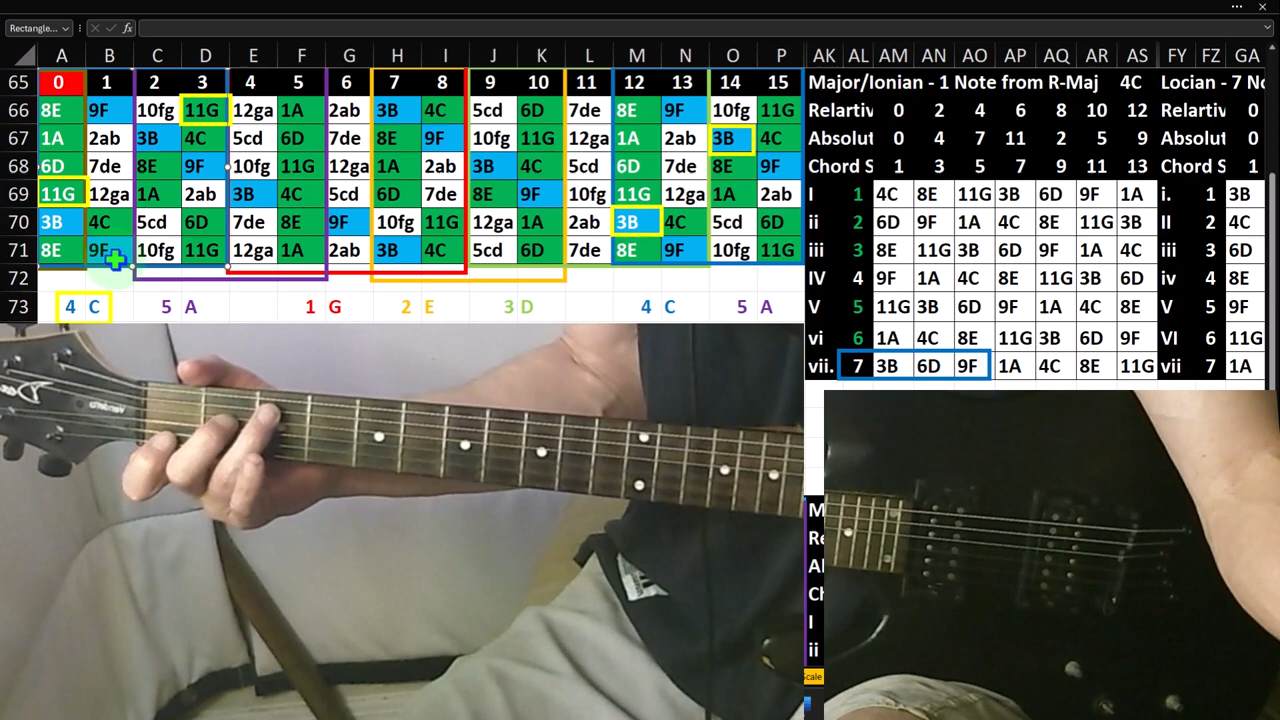 Rectangle...
fx
A B C D E F G H I J K L M N O P AK AL AM AN AO AP AQ AR AS FY FZ GA
65 0 1 2 3 4 5 6 7 8 9 10 11 12 13 14 15 Major/Ionian - 1 Note from R-Maj 4C Locian - 7 No
66 8E 9F 10fg 11G 12ga 1A 2ab 3B 4C 5cd 6D 7de 8E 9F 10fg 11G Relartiv 0 2 4 6 8 10 12 Relartiv 0
67 1A 2ab 3B 4C 5cd 6D 7de 8E 9F 10fg 11G 12ga 1A 2ab 3B 4C Absolut 0 4 7 11 2 5 9 Absolut 0
68 6D 7de 8E 9F 10fg 11G 12ga 1A 2ab 3B 4C 5cd 6D 7de 8E 9F Chord S 1 3 5 7 9 11 13 Chord S 1
69 11G 12ga 1A 2ab 3B 4C 5cd 6D 7de 8E 9F 10fg 11G 12ga 1A 2ab I 1 4C 8E 11G 3B 6D 9F 1A i. 1 3B
70 3B 4C 5cd 6D 7de 8E 9F 10fg 11G 12ga 1A 2ab 3B 4C 5cd 6D ii 2 6D 9F 1A 4C 8E 11G 3B II 2 4C
71 8E 9F 10fg 11G 12ga 1A 2ab 3B 4C 5cd 6D 7de 8E 9F 10fg 11G iii 3 8E 11G 3B 6D 9F 1A 4C iii 3 6D
72 IV 4 9F 1A 4C 8E 11G 3B 6D iv 4 8E
73 4 C 5 A 1 G 2 E 3 D 4 C 5 A V 5 11G 3B 6D 9F 1A 4C 8E V 5 9F
vi 6 1A 4C 8E 11G 3B 6D 9F VI 6 11G
vii. 7 3B 6D 9F 1A 4C 8E 11G vii 7 1A
M
Re
Al
Ch
I
ii
Scale